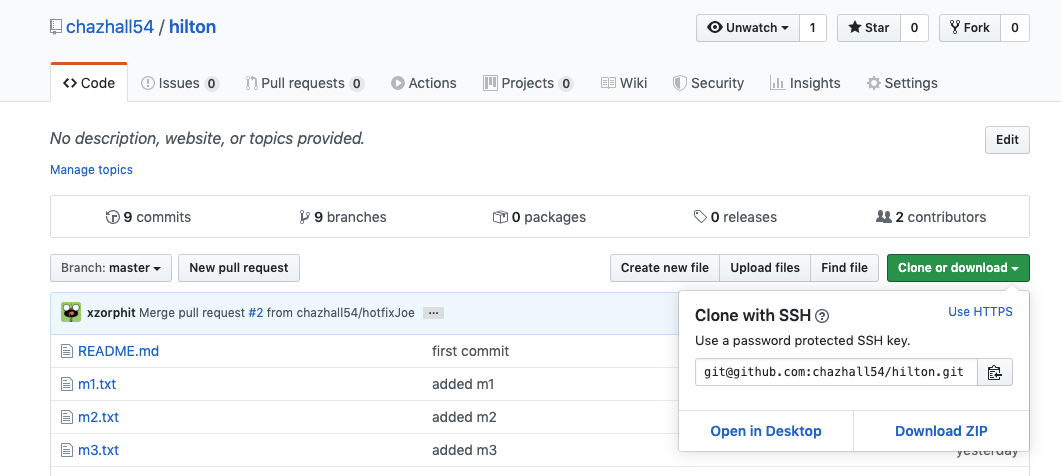 chazhall54 / hilton
Unwatch 1 Star 0 Fork 0
Code Issues 0 Pull requests 0 Actions Projects 0 Wiki Security Insights Settings
No description, website, or topics provided.
Edit
Manage topics
9 commits 9 branches 0 packages 0 releases 2 contributors
Branch: master New pull request Create new file Upload files Find file Clone or download
xzorphit Merge pull request #2 from chazhall54/hotfixJoe ...
README.md first commit
m1.txt added m1
m2.txt added m2
m3.txt added m3
Clone with SSH ? Use HTTPS
Use a password protected SSH key.
git@github.com:chazhall54/hilton.git
Open in Desktop Download ZIP
yesterday